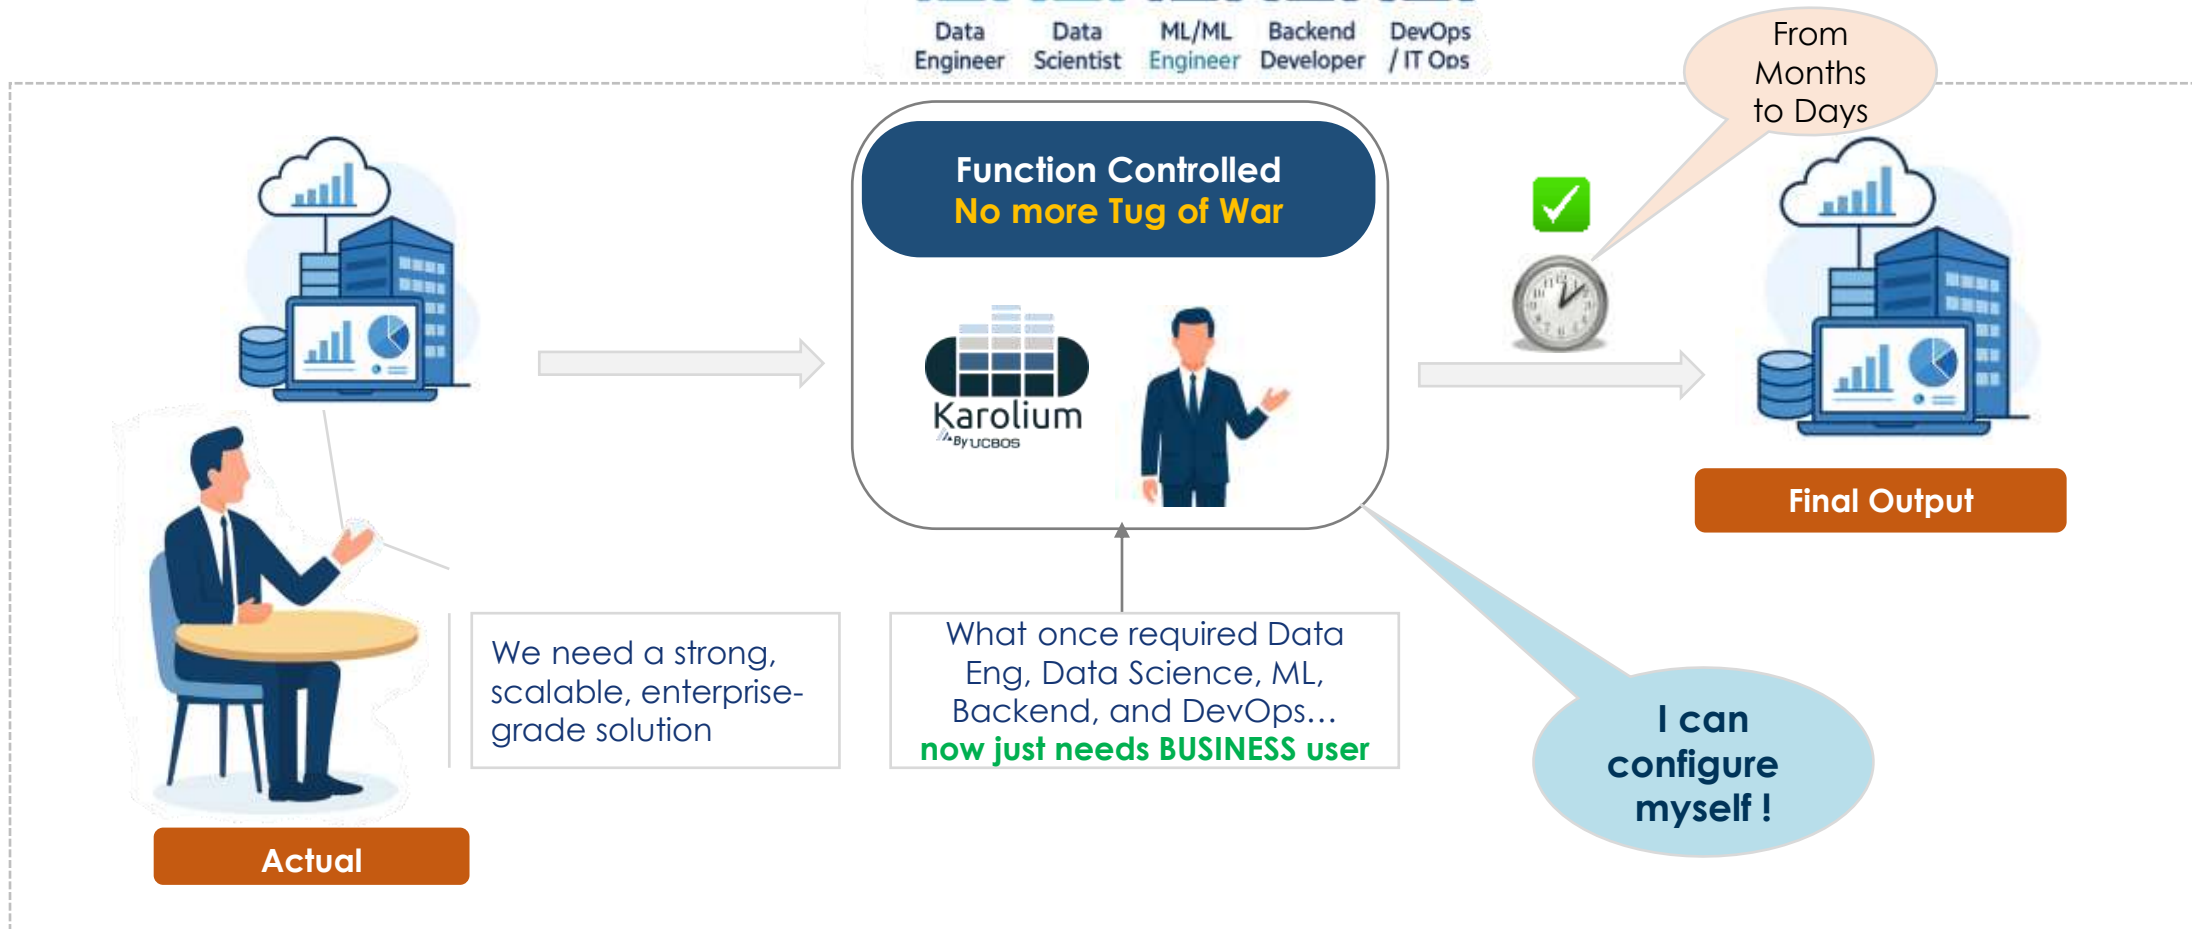 Data Engineer
Data Scientist
ML/ML Engineer
Backend Developer
DevOps / IT Ops
From
Months
to Days
Function Controlled
No more Tug of War
Karolium
By UCBOS
Final Output
We need a strong,
scalable, enterprise-
grade solution
What once required Data
Eng, Data Science, ML,
Backend, and DevOps...
now just needs BUSINESS user
I can
configure
myself !
Actual